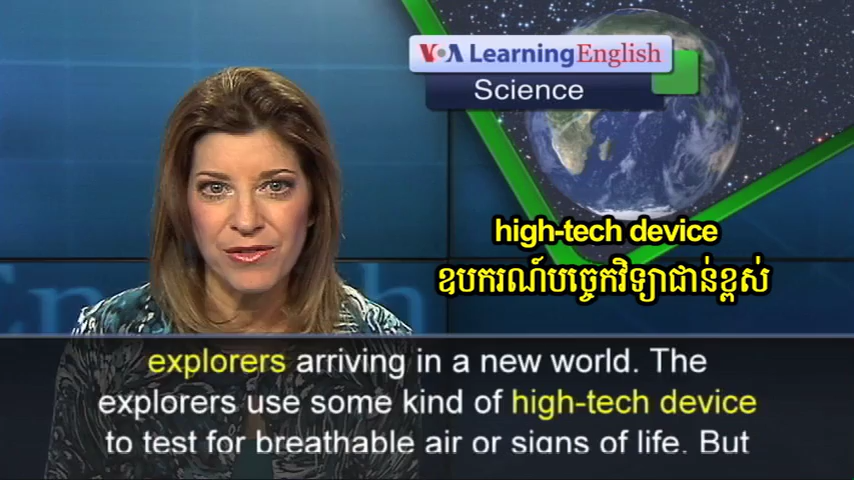 VOA Learning English
Science
high-tech device
ឧបករណ៍បច្ចេកវិទ្យាជាន់ខ្ពស់
explorers arriving in a new world. The
explorers use some kind of high-tech device
to test for breathable air or signs of life. But